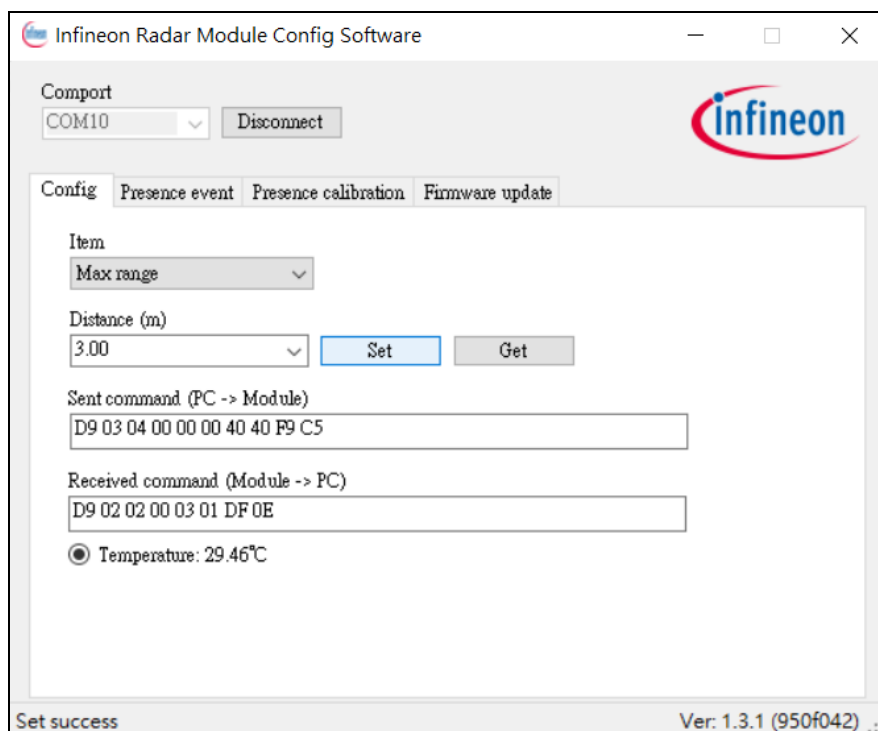 Infineon Radar Module Config Software
Comport
COM10
Disconnect
infineon
Config Presence event Presence calibration Firmware update
Item
Max range
Distance (m)
3.00
Set
Get
Sent command (PC -> Module)
D9 03 04 00 00 00 40 40 F9 C5
Received command (Module -> PC)
D9 02 02 00 03 01 DF 0E
Temperature: 29.46°C
Set success
Ver: 1.3.1 (950f042)